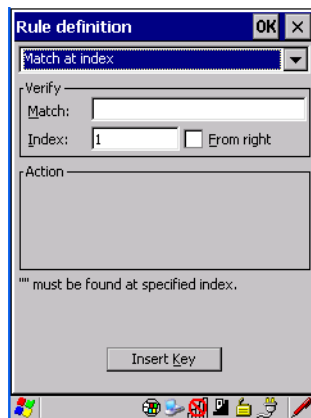 Rule definition OK ×
Match at index
Verify
Match:
Index: 1 From right
Action
"" must be found at specified index.
Insert Key